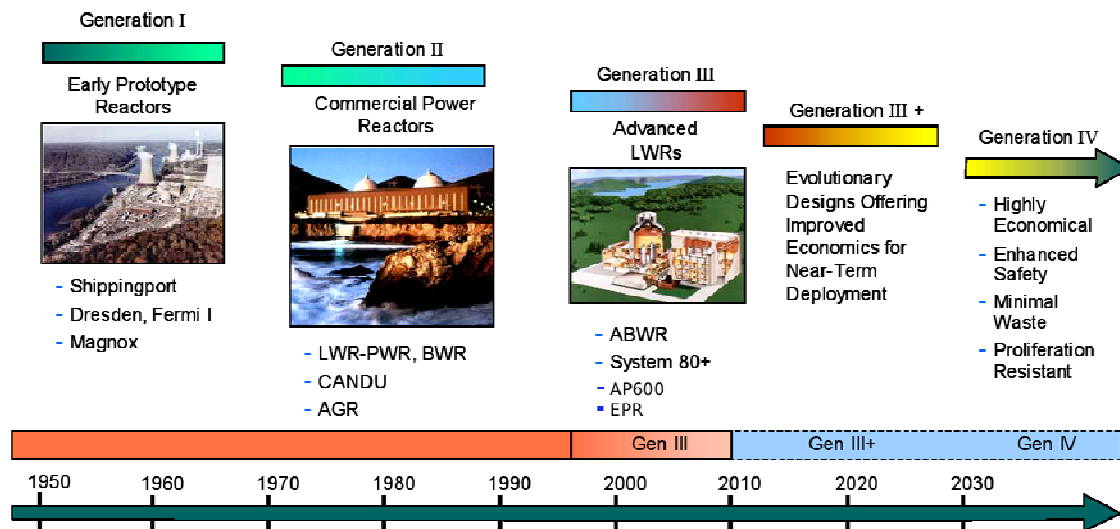 Generation I
Early Prototype
Reactors
- Shippingport
- Dresden, Fermi I
- Magnox
Generation II
Commercial Power
Reactors
- LWR-PWR, BWR
- CANDU
- AGR
Generation III
Advanced
LWRs
- ABWR
- System 80+
- AP600
▪ EPR
Generation III +
Evolutionary
Designs Offering
Improved
Economics for
Near-Term
Deployment
Generation IV
- Highly
Economical
- Enhanced
Safety
- Minimal
Waste
- Proliferation
Resistant
Gen III
Gen III+
Gen IV
1950 1960 1970 1980 1990 2000 2010 2020 2030